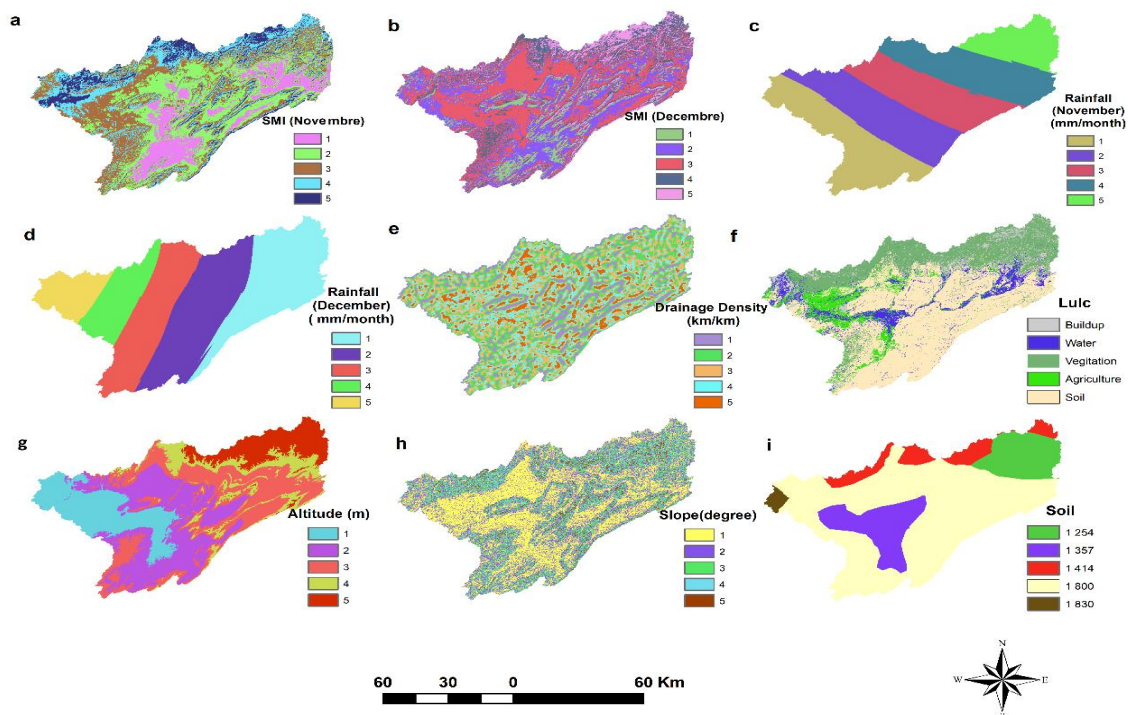 a
SMI (Novembre)
1
2
3
4
5
b
SMI (Decembre)
1
2
3
4
5
c
Rainfall
(November)
(mm/month)
1
2
3
4
5
d
Rainfall
(December)
( mm/month)
1
2
3
4
5
e
Drainage Density
(km/km)
1
2
3
4
5
f
Lulc
Buildup
Water
Vegitation
Agriculture
Soil
g
Altitude (m)
1
2
3
4
5
h
Slope(degree)
1
2
3
4
5
i
Soil
1 254
1 357
1 414
1 800
1 830
60 30 0 60 Km
N
W E